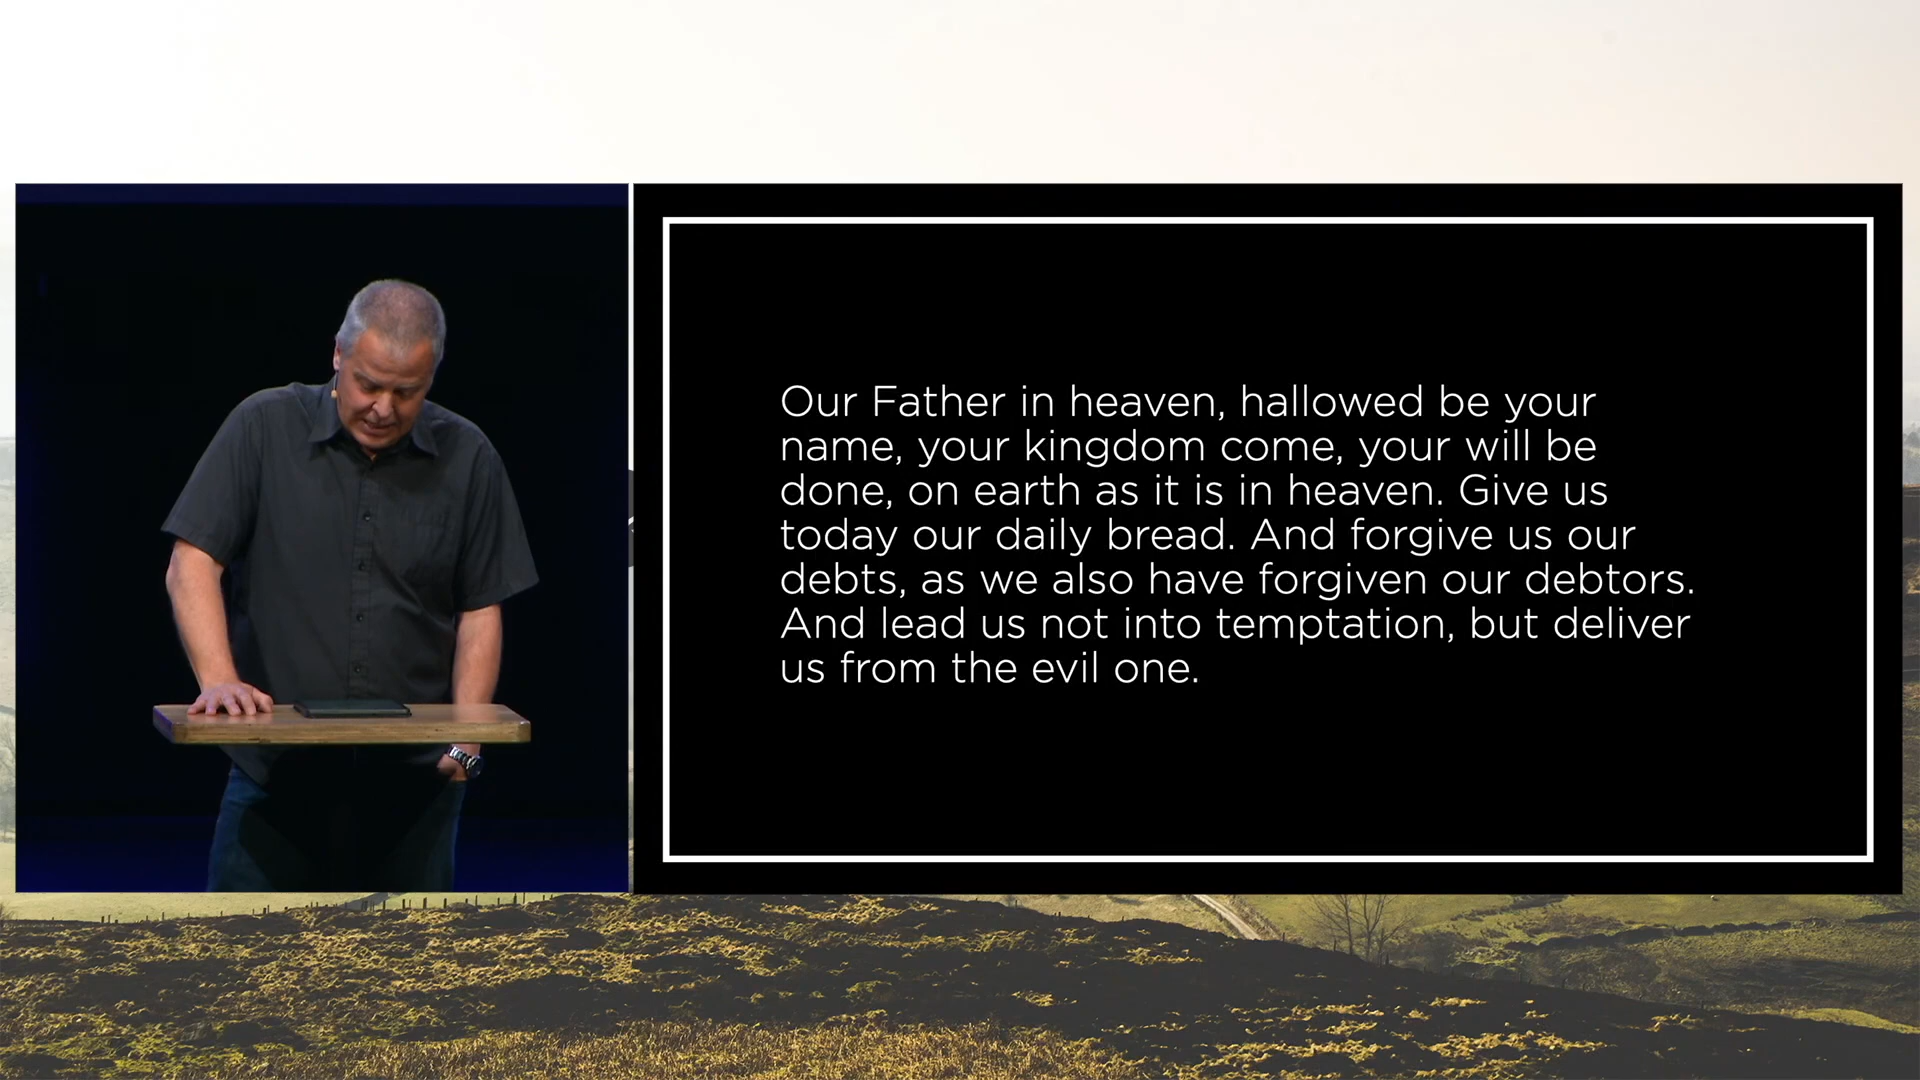 Our Father in heaven, hallowed be your
name, your kingdom come, your will be
done, on earth as it is in heaven. Give us
today our daily bread. And forgive us our
debts, as we also have forgiven our debtors.
And lead us not into temptation, but deliver
us from the evil one.